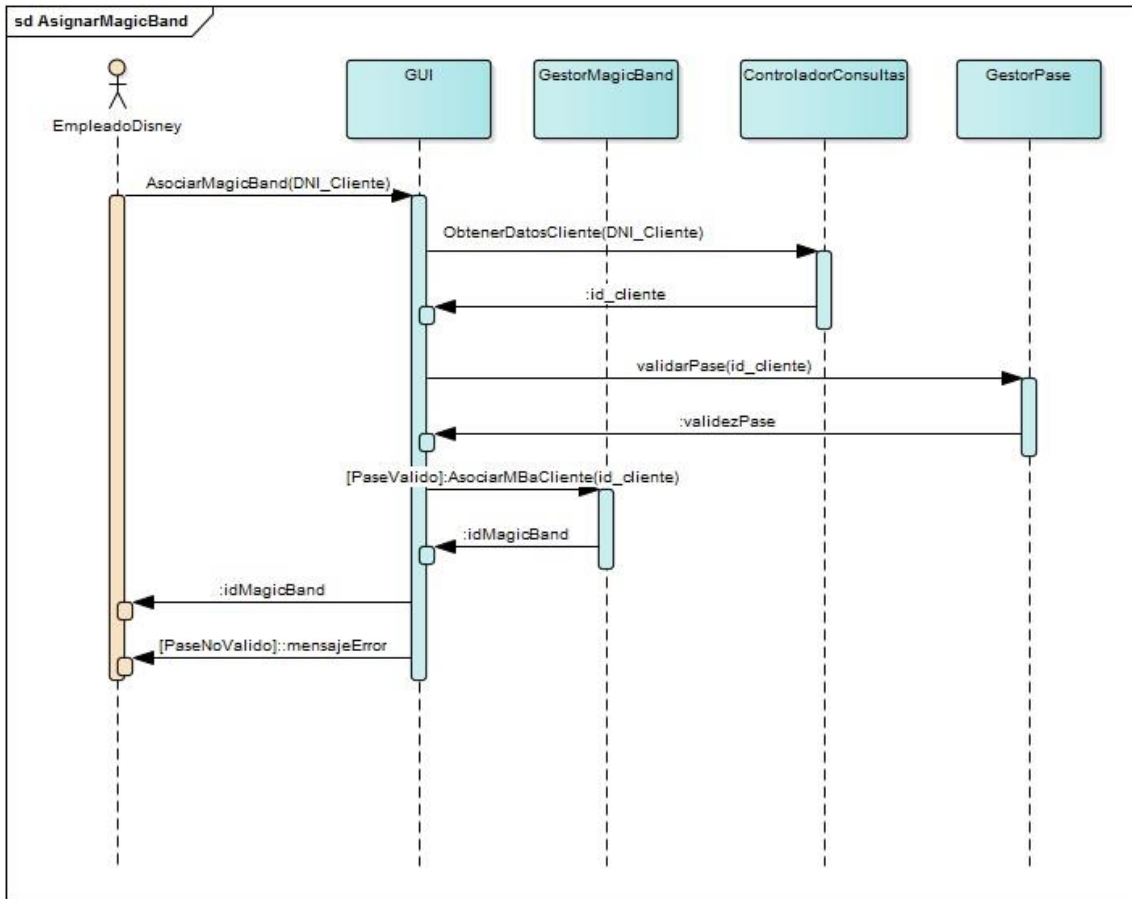 sd AsignarMagicBand
EmpleadoDisney
GUI
GestorMagicBand
ControladorConsultas
GestorPase
AsociarMagicBand(DNI_Cliente)
ObtenerDatosCliente(DNI_Cliente)
:id_cliente
validarPase(id_cliente)
:validezPase
[PaseValido]:AsociarMBaCliente(id_cliente)
:idMagicBand
:idMagicBand
[PaseNoValido]::mensajeError